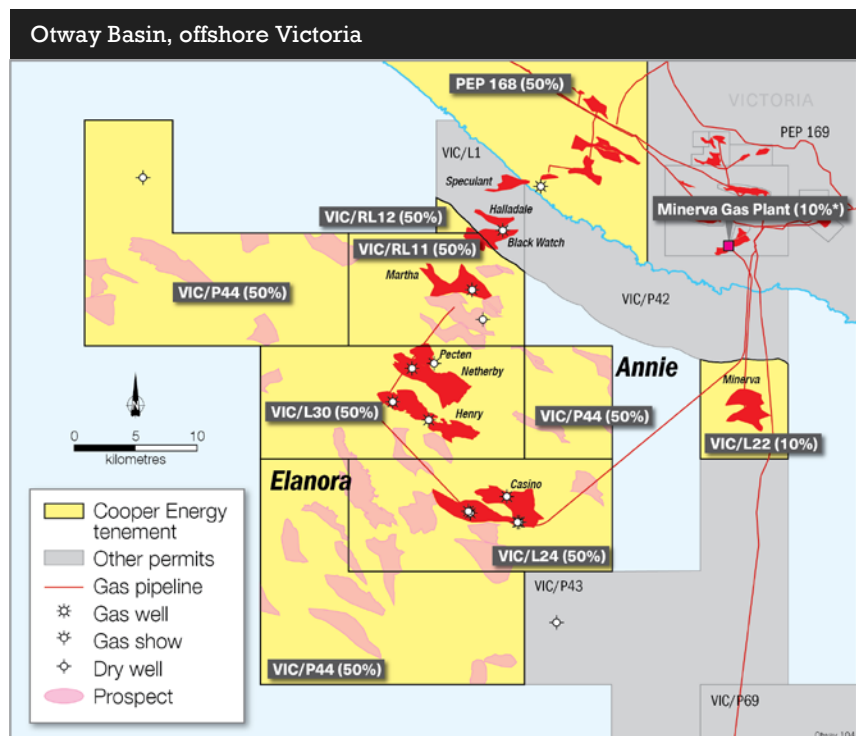 Otway Basin, offshore Victoria
PEP 168 (50%)
VICTORIA
PEP 169
VIC/L1
Speculant
Minerva Gas Plant (10%*)
VIC/RL12 (50%)
Halladale
Black Watch
VIC/RL11 (50%)
Martha
VIC/P44 (50%)
VIC/P42
Pecten
Netherby
Annie
Minerva
VIC/L30 (50%)
Henry
VIC/P44 (50%)
VIC/L22 (10%)
N
0 5 10
kilometres
Elanora
Casino
VIC/L24 (50%)
VIC/P43
VIC/P44 (50%)
VIC/P69
Cooper Energy
tenement
Other permits
Gas pipeline
Gas well
Gas show
Dry well
Prospect